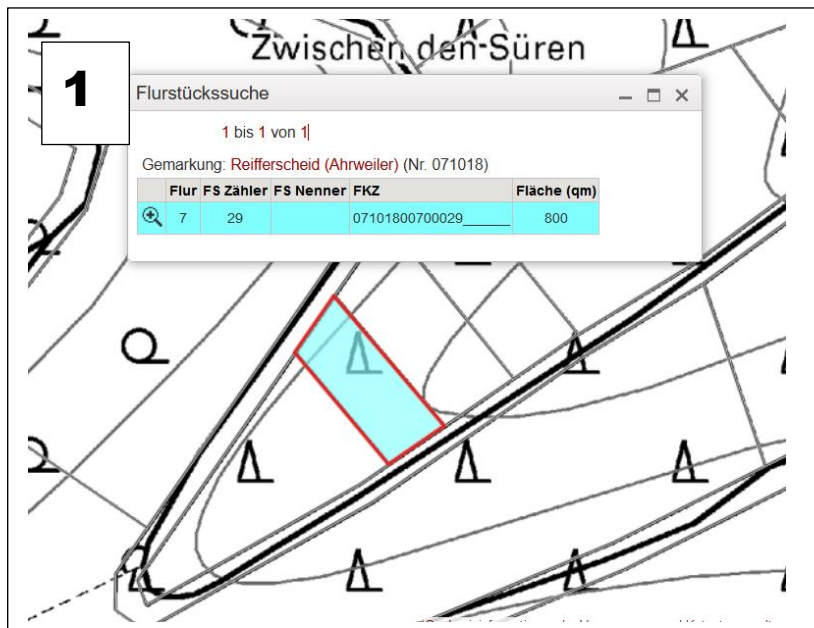 Zwischen den Süren
1
Flurstückssuche
1 bis 1 von 1
Gemarkung: Reifferscheid (Ahrweiler) (Nr. 071018)
Flur FS Zähler FS Nenner FKZ Fläche (qm)
7 29 07101800700029______ 800